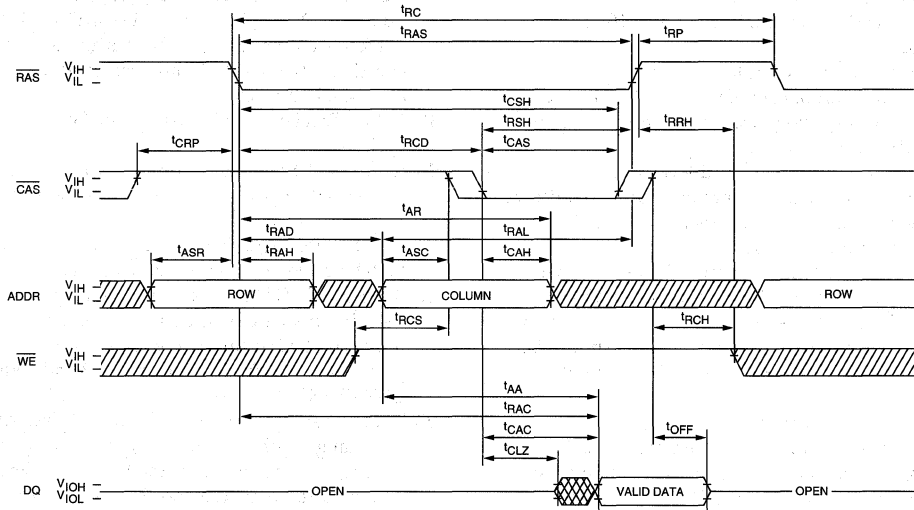 tRC
tRAS
tRP
RAS
VIH
VIL
tCSH
tRSH
tRRH
tCRP
tRCD
tCAS
CAS
VIH
VIL
tAR
tRAD
tRAL
tASR
tRAH
tASC
tCAH
ADDR
VIH
VIL
ROW
COLUMN
ROW
tRCS
tRCH
WE
VIH
VIL
tAA
tRAC
tCAC
tOFF
tCLZ
DQ
VIOH
VIOL
OPEN
VALID DATA
OPEN